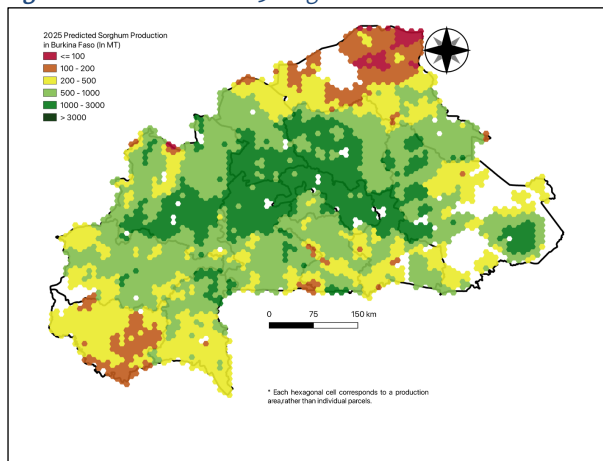 2025 Predicted Sorghum Production
in Burkina Faso (In MT)
<= 100
100 - 200
200 - 500
500 - 1000
1000 - 3000
> 3000
0 75 150 km
* Each hexagonal cell corresponds to a production
area,rather than individual parcels.